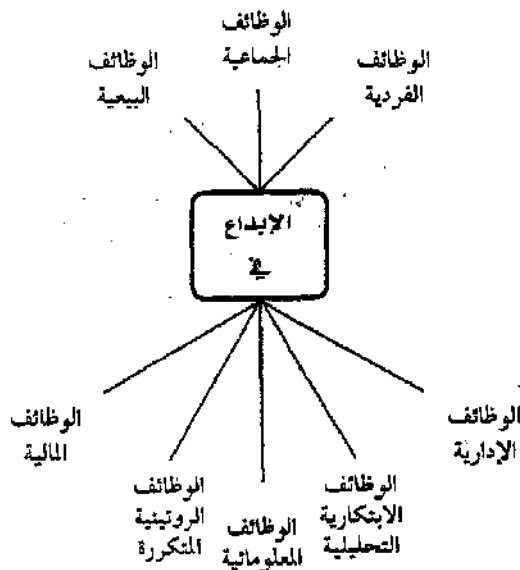 الوظائف
الفردية
الوظائف
الجماعية
الوظائف
البيعية
الإبداع
في
الوظائف
الإدارية
الوظائف
الابتكارية
التحليلية
الوظائف
المعلوماتية
الوظائف
الروتينية
المتكررة
الوظائف
المالية